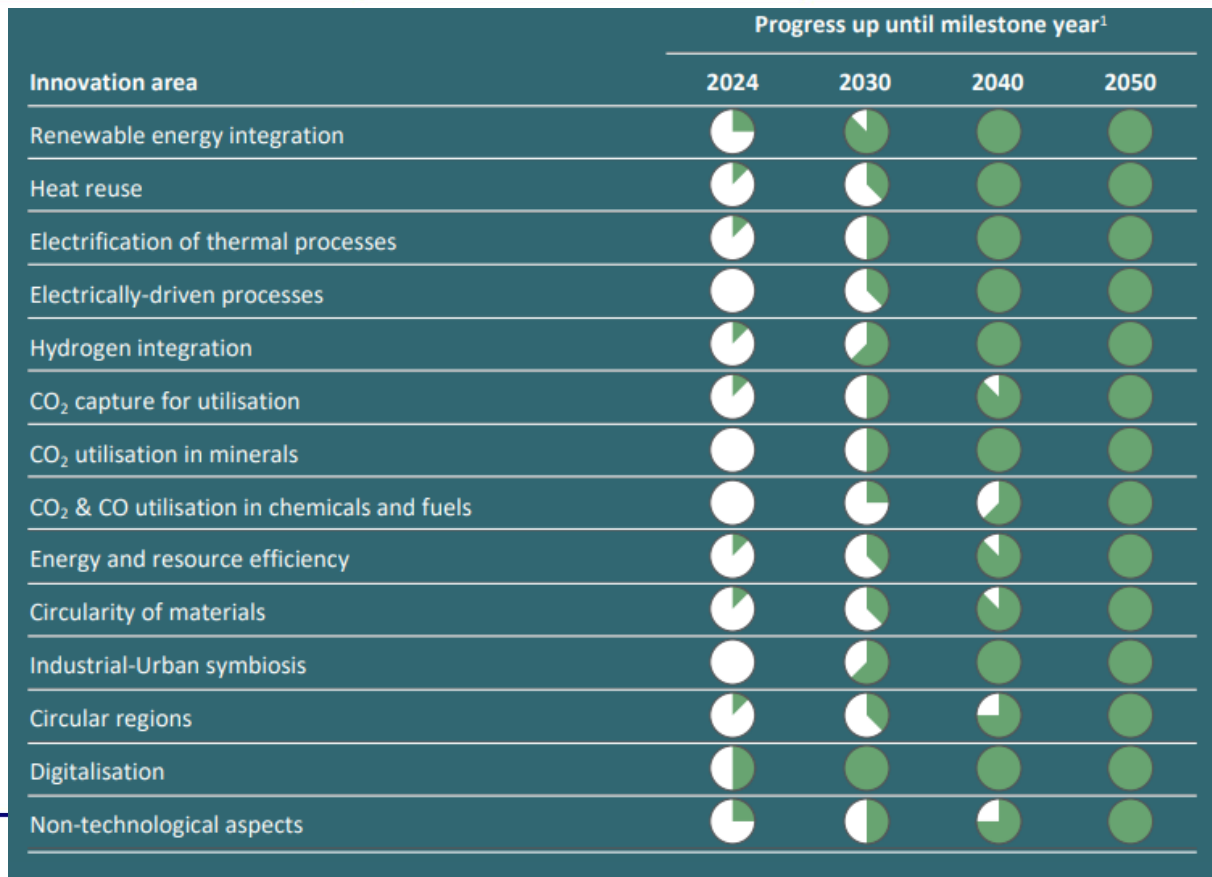 Progress up until milestone year¹
Innovation area 2024 2030 2040 2050
Renewable energy integration
Heat reuse
Electrification of thermal processes
Electrically-driven processes
Hydrogen integration
CO₂ capture for utilisation
CO₂ utilisation in minerals
CO₂ & CO utilisation in chemicals and fuels
Energy and resource efficiency
Circularity of materials
Industrial-Urban symbiosis
Circular regions
Digitalisation
Non-technological aspects